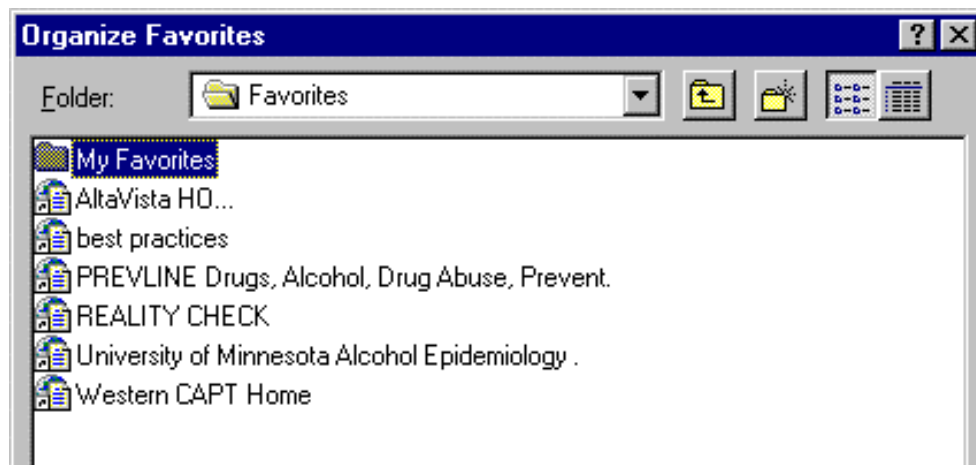 Organize Favorites
Folder: Favorites
My Favorites
AltaVista HO...
best practices
PREVLINE Drugs, Alcohol, Drug Abuse, Prevent.
REALITY CHECK
University of Minnesota Alcohol Epidemiology .
Western CAPT Home